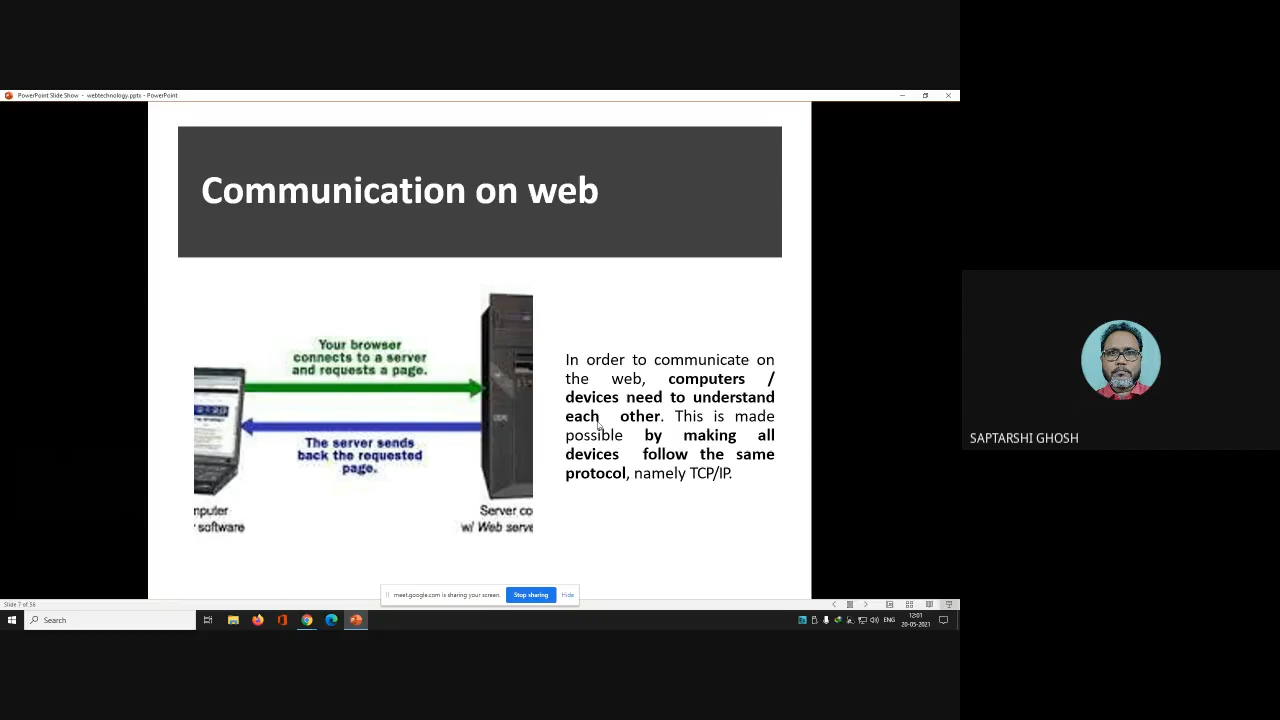 PowerPoint Slide Show - webtechnology.ppts - PowerPoint
Communication on web
Your browser
connects to a server
and requests a page.
The server sends
back the requested
page.
nputer
software
Server co
w/ Web serve
In order to communicate on
the web, computers /
devices need to understand
each other. This is made
possible by making all
devices follow the same
protocol, namely TCP/IP.
SAPTARSHI GHOSH
meet.google.com is sharing your screen.
Stop sharing
Hide
Slide 7 of 56
Search
ENG
12:01
20-05-2021